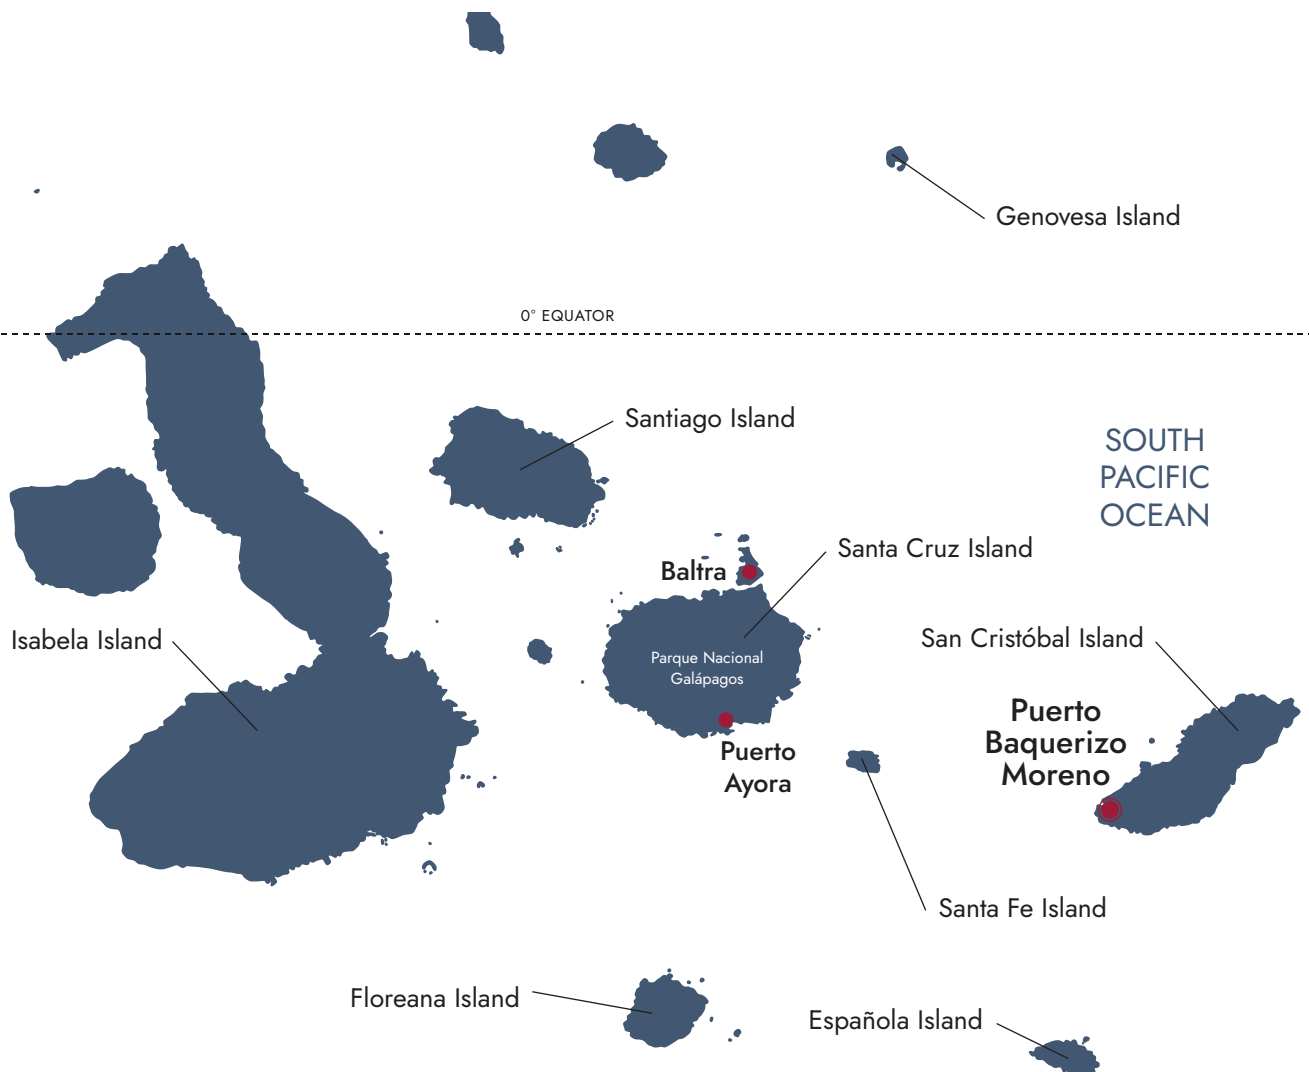 Genovesa Island
0° EQUATOR
Santiago Island
SOUTH
PACIFIC
OCEAN
Santa Cruz Island
Baltra
Isabela Island
San Cristóbal Island
Parque Nacional
Galápagos
Puerto
Baquerizo
Moreno
Puerto
Ayora
Santa Fe Island
Floreana Island
Española Island